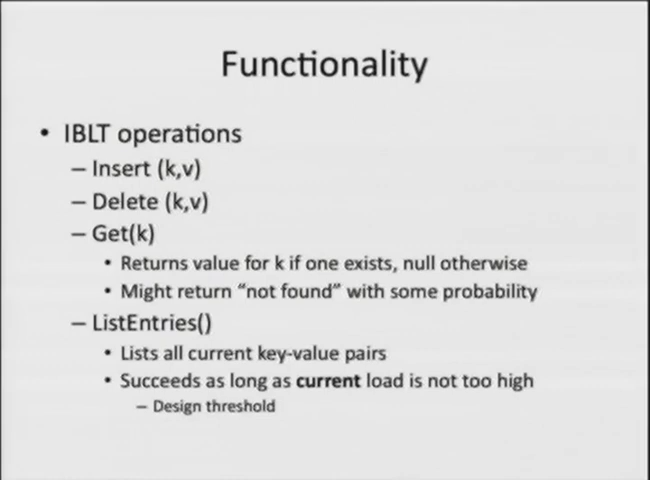 Functionality
• IBLT operations
– Insert (k,v)
– Delete (k,v)
– Get(k)
• Returns value for k if one exists, null otherwise
• Might return “not found” with some probability
– ListEntries()
• Lists all current key-value pairs
• Succeeds as long as current load is not too high
– Design threshold